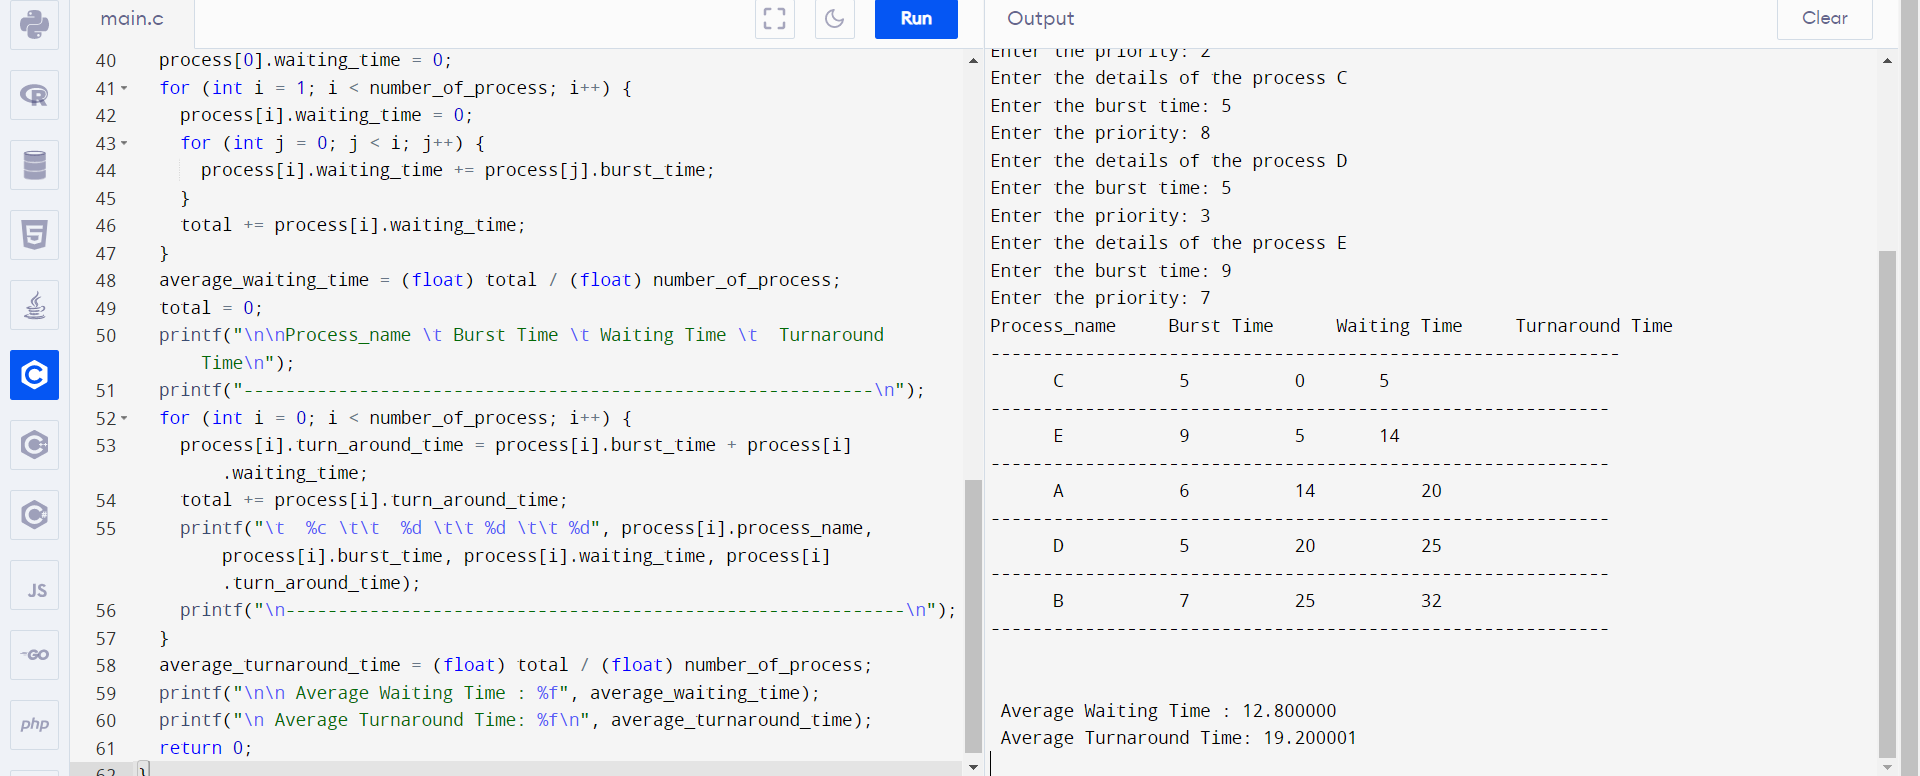 main.c
Run
Output
Clear
40 process[0].waiting_time = 0;
41 for (int i = 1; i < number_of_process; i++) {
42 process[i].waiting_time = 0;
43 for (int j = 0; j < i; j++) {
44 process[i].waiting_time += process[j].burst_time;
45 }
46 total += process[i].waiting_time;
47 }
48 average_waiting_time = (float) total / (float) number_of_process;
49 total = 0;
50 printf("\n\nProcess_name \t Burst Time \t Waiting Time \t  Turnaround
Time\n");
51 printf("------------------------------------------------------------\n");
52 for (int i = 0; i < number_of_process; i++) {
53 process[i].turn_around_time = process[i].burst_time + process[i]
.waiting_time;
54 total += process[i].turn_around_time;
55 printf("\t  %c \t\t  %d \t\t %d \t\t %d", process[i].process_name,
process[i].burst_time, process[i].waiting_time, process[i]
.turn_around_time);
56 printf("\n-----------------------------------------------------------\n");
57 }
58 average_turnaround_time = (float) total / (float) number_of_process;
59 printf("\n\n Average Waiting Time : %f", average_waiting_time);
60 printf("\n Average Turnaround Time: %f\n", average_turnaround_time);
61 return 0;
62 }
JS
GO
php
Enter the priority: 2
Enter the details of the process C
Enter the burst time: 5
Enter the priority: 8
Enter the details of the process D
Enter the burst time: 5
Enter the priority: 3
Enter the details of the process E
Enter the burst time: 9
Enter the priority: 7
Process_name Burst Time Waiting Time Turnaround Time
------------------------------------------------------------
C 5 0 5
-----------------------------------------------------------
E 9 5 14
-----------------------------------------------------------
A 6 14 20
-----------------------------------------------------------
D 5 20 25
-----------------------------------------------------------
B 7 25 32
-----------------------------------------------------------
Average Waiting Time : 12.800000
Average Turnaround Time: 19.200001